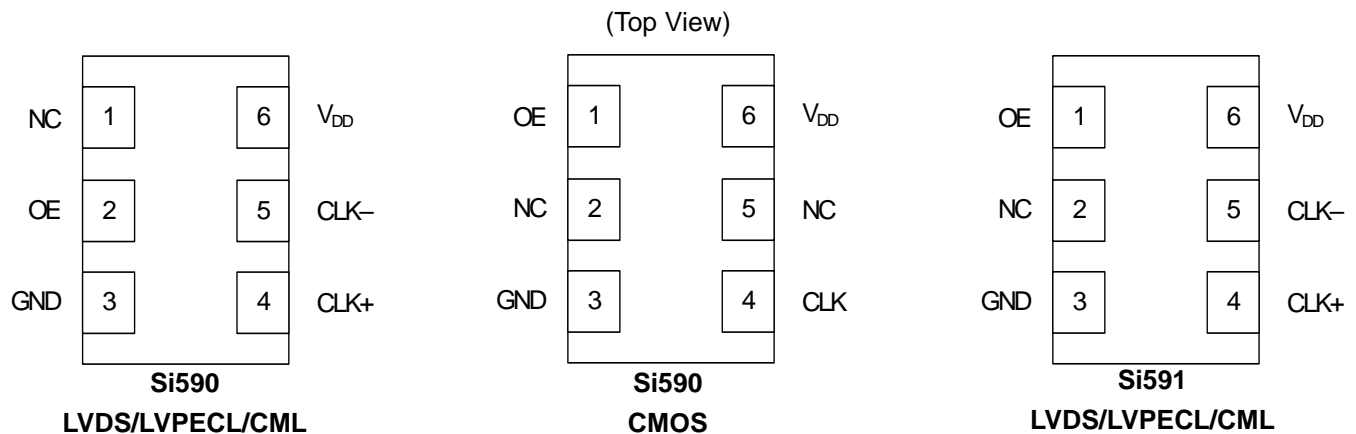 (Top View)
NC 1 6 VDD
OE 2 5 CLK–
GND 3 4 CLK+
Si590
LVDS/LVPECL/CML
OE 1 6 VDD
NC 2 5 NC
GND 3 4 CLK
Si590
CMOS
OE 1 6 VDD
NC 2 5 CLK–
GND 3 4 CLK+
Si591
LVDS/LVPECL/CML